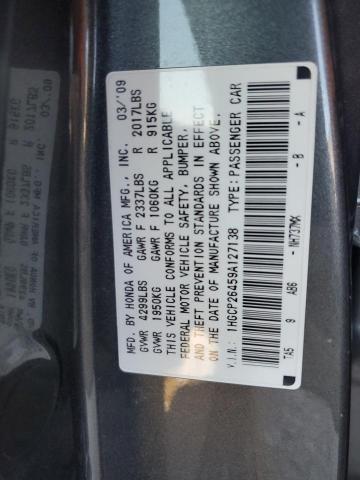 MFD. BY HONDA OF AMERICA MFG., INC. 03/'09
GVWR 4299LBS GAWR F 2337LBS R 2017LBS
GVWR 1950KG GAWR F 1060KG R 915KG
THIS VEHICLE CONFORMS TO ALL APPLICABLE
FEDERAL MOTOR VEHICLE SAFETY, BUMPER,
AND THEFT PREVENTION STANDARDS IN EFFECT
ON THE DATE OF MANUFACTURE SHOWN ABOVE.
V.I.N.: 1HGCP26459A127138 TYPE:PASSENGER CAR
TA5 9 AB6 -NH737MX -B -A